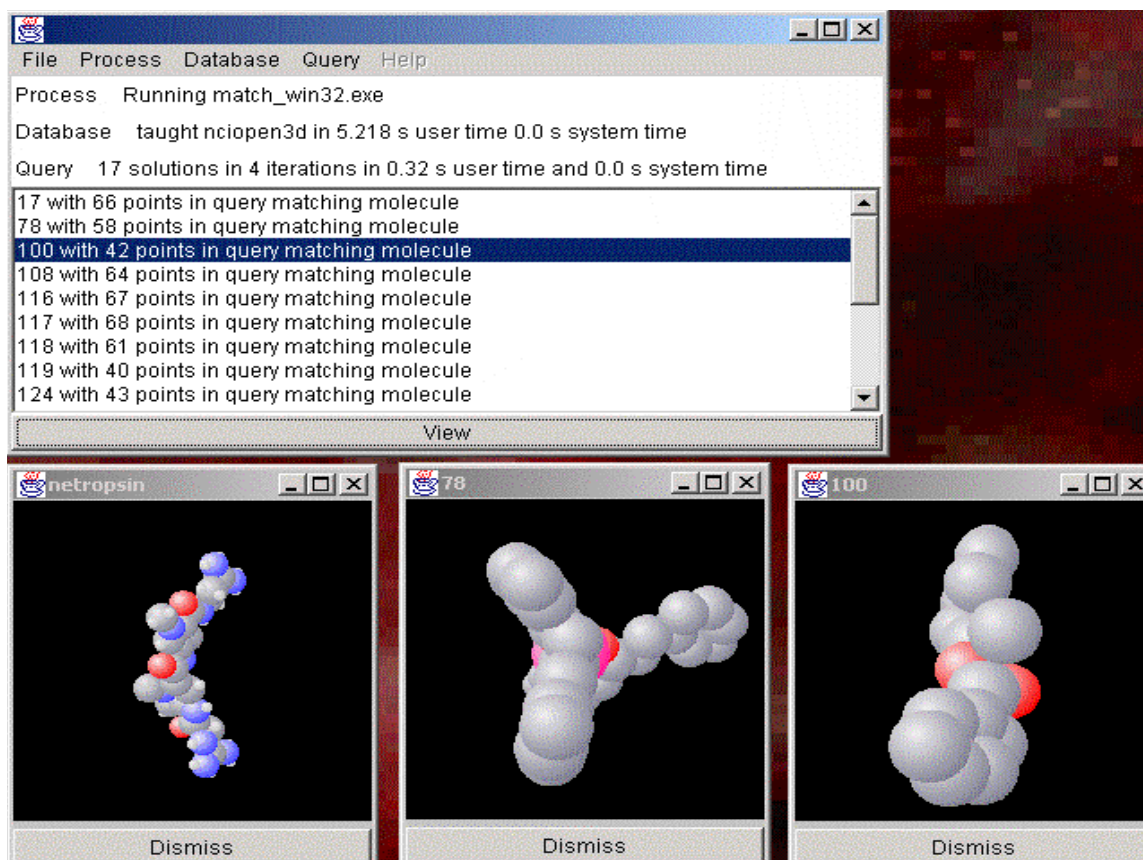 File Process Database Query Help
Process Running match_win32.exe
Database taught nciopen3d in 5.218 s user time 0.0 s system time
Query 17 solutions in 4 iterations in 0.32 s user time and 0.0 s system time
17 with 66 points in query matching molecule
78 with 58 points in query matching molecule
100 with 42 points in query matching molecule
108 with 64 points in query matching molecule
116 with 67 points in query matching molecule
117 with 68 points in query matching molecule
118 with 61 points in query matching molecule
119 with 40 points in query matching molecule
124 with 43 points in query matching molecule
View
netropsin
78
100
Dismiss
Dismiss
Dismiss